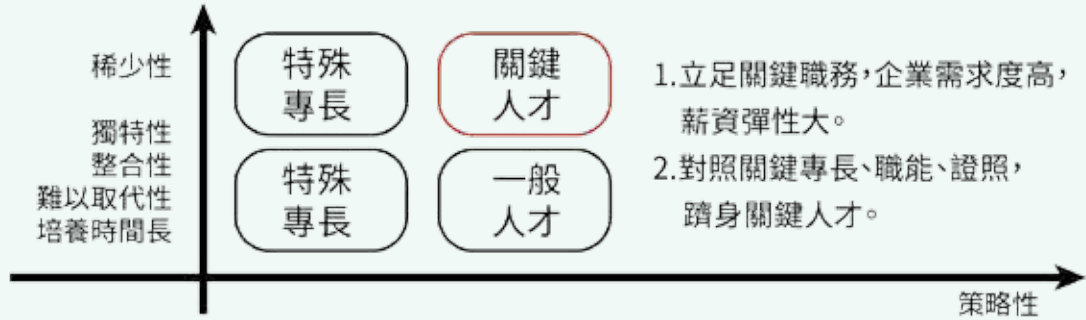 稀少性
獨特性
整合性
難以取代性
培養時間長
特殊
專長
關鍵
人才
特殊
專長
一般
人才
1.立足關鍵職務,企業需求度高,
薪資彈性大。
2.對照關鍵專長、職能、證照,
躋身關鍵人才。
策略性